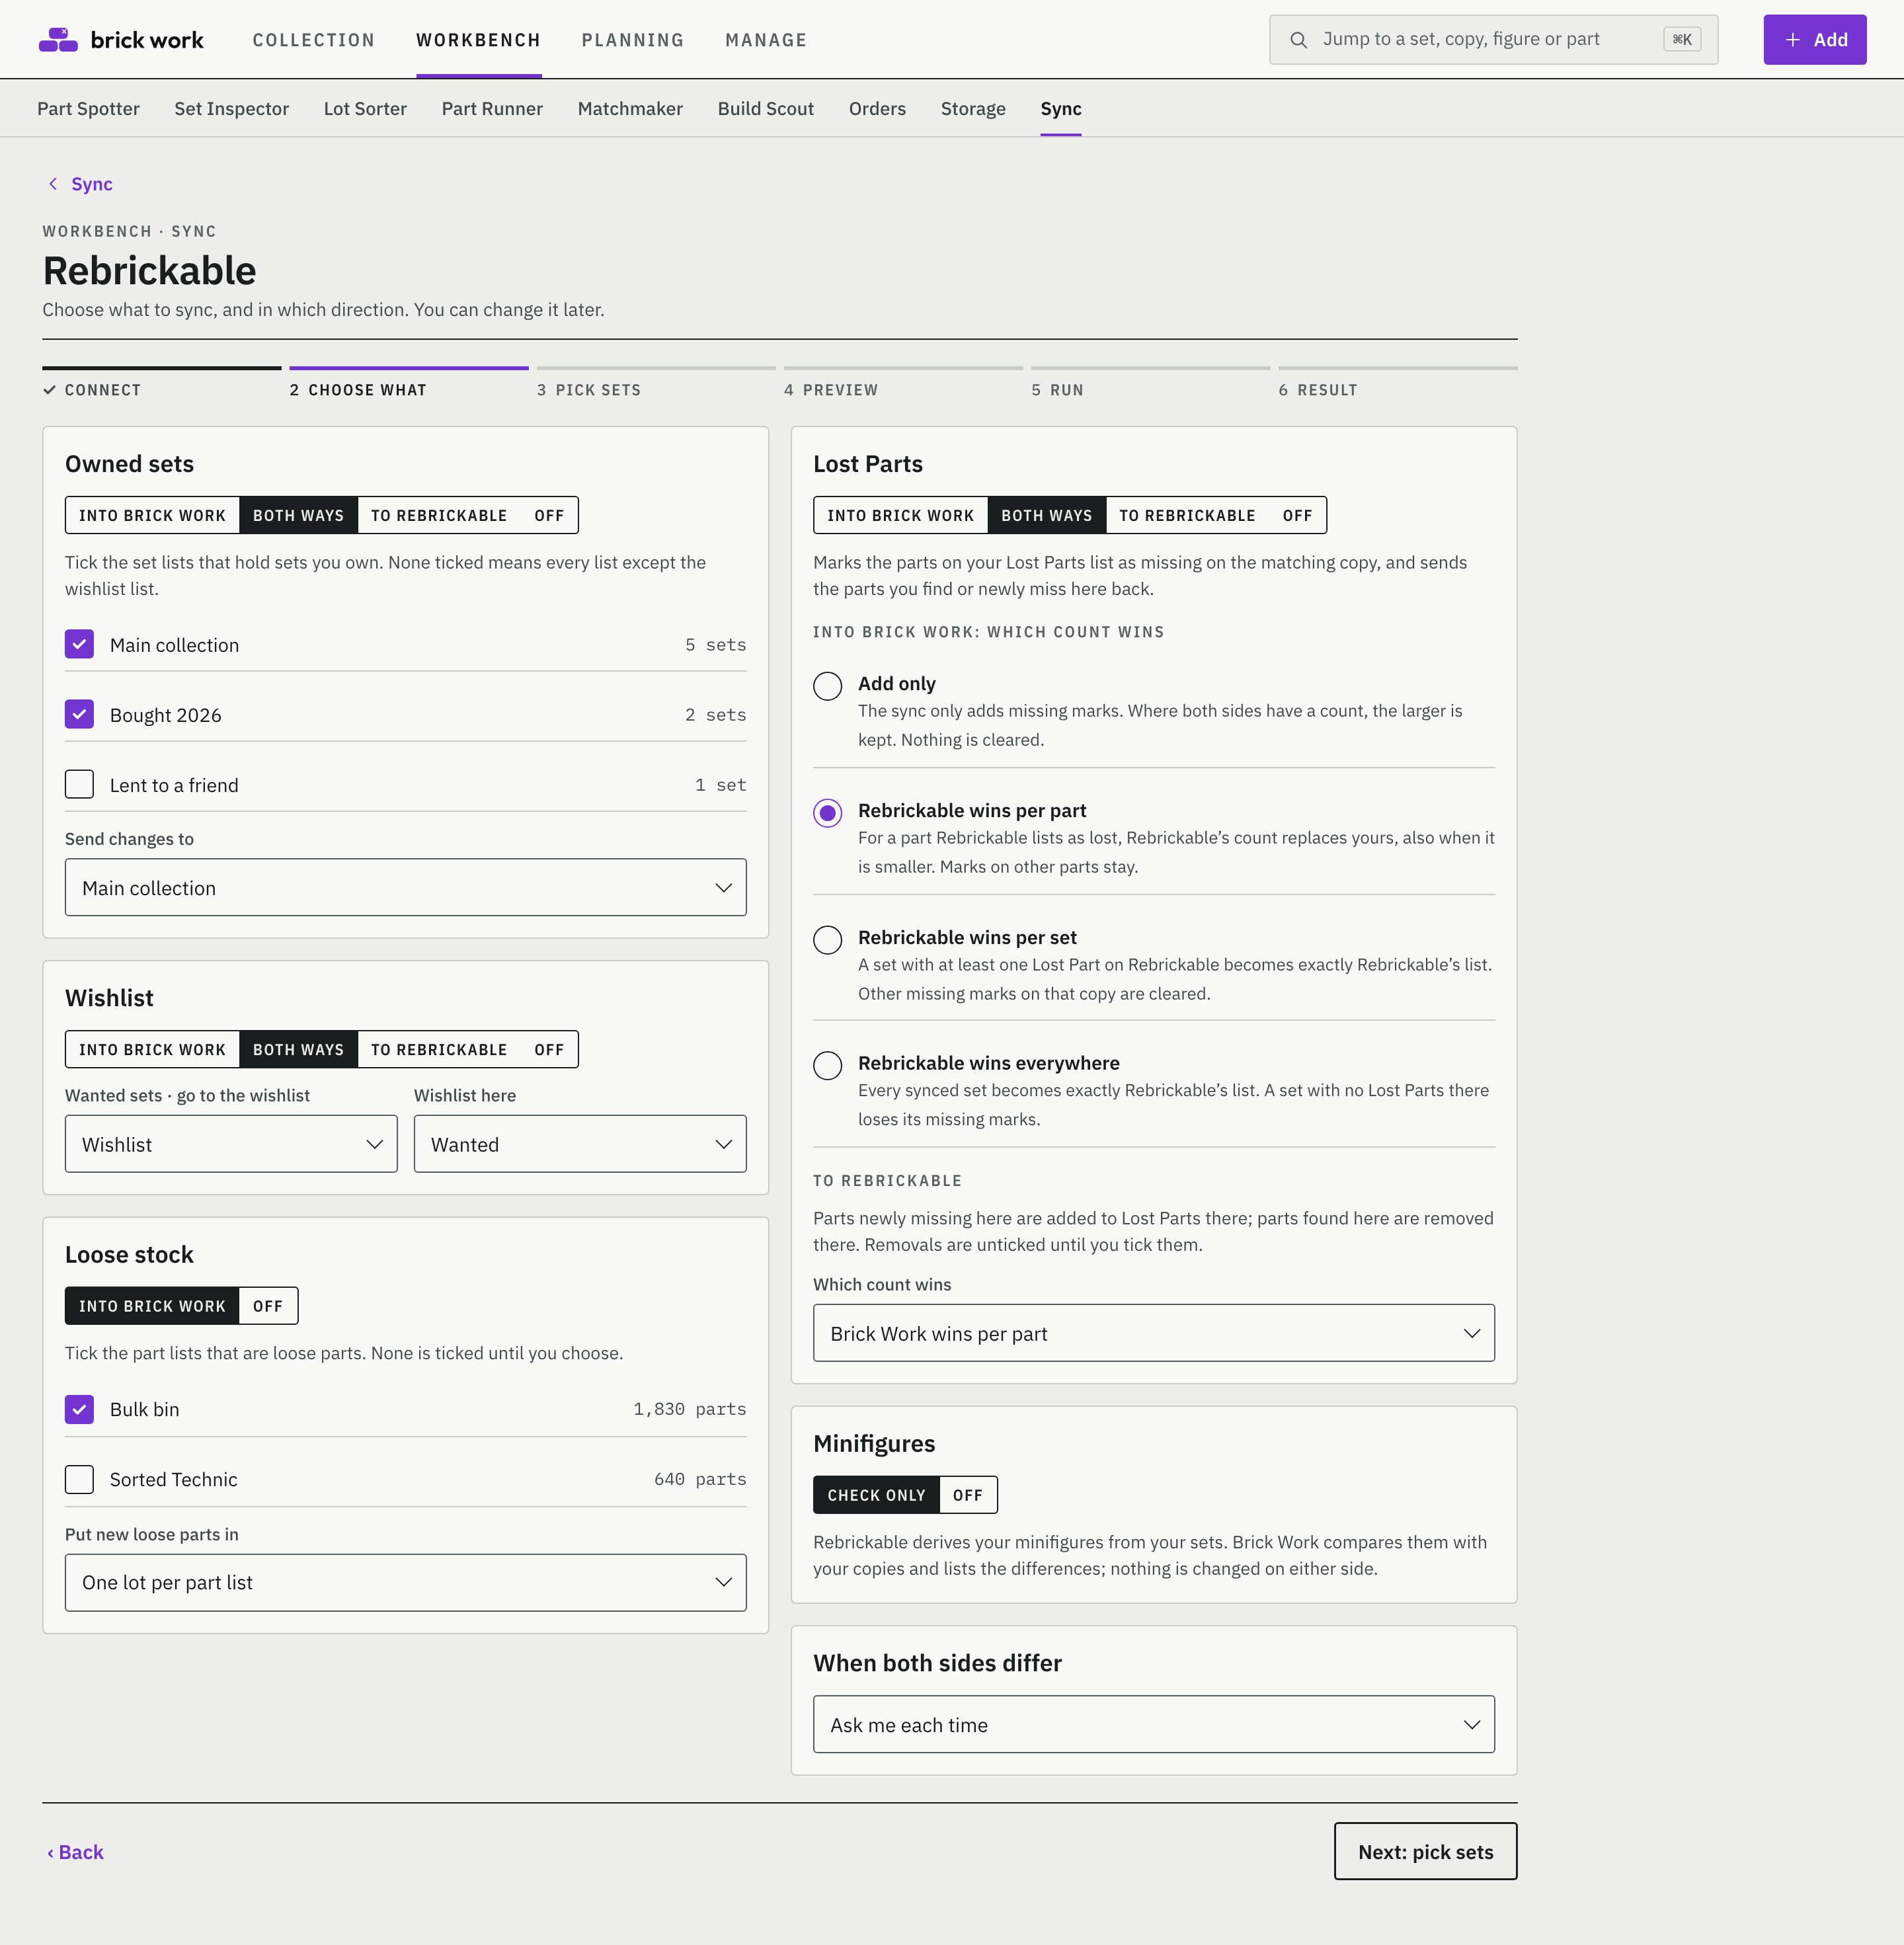 brick work
COLLECTION
WORKBENCH
PLANNING
MANAGE
Jump to a set, copy, figure or part
⌘K
+ Add
Part Spotter
Set Inspector
Lot Sorter
Part Runner
Matchmaker
Build Scout
Orders
Storage
Sync
‹ Sync
WORKBENCH · SYNC
Rebrickable
Choose what to sync, and in which direction. You can change it later.
✓ CONNECT
2 CHOOSE WHAT
3 PICK SETS
4 PREVIEW
5 RUN
6 RESULT
Owned sets
INTO BRICK WORK
BOTH WAYS
TO REBRICKABLE
OFF
Tick the set lists that hold sets you own. None ticked means every list except the
wishlist list.
Main collection
5 sets
Bought 2026
2 sets
Lent to a friend
1 set
Send changes to
Main collection
Wishlist
INTO BRICK WORK
BOTH WAYS
TO REBRICKABLE
OFF
Wanted sets · go to the wishlist
Wishlist
Wishlist here
Wanted
Loose stock
INTO BRICK WORK
OFF
Tick the part lists that are loose parts. None is ticked until you choose.
Bulk bin
1,830 parts
Sorted Technic
640 parts
Put new loose parts in
One lot per part list
Lost Parts
INTO BRICK WORK
BOTH WAYS
TO REBRICKABLE
OFF
Marks the parts on your Lost Parts list as missing on the matching copy, and sends
the parts you find or newly miss here back.
INTO BRICK WORK: WHICH COUNT WINS
Add only
The sync only adds missing marks. Where both sides have a count, the larger is
kept. Nothing is cleared.
Rebrickable wins per part
For a part Rebrickable lists as lost, Rebrickable’s count replaces yours, also when it
is smaller. Marks on other parts stay.
Rebrickable wins per set
A set with at least one Lost Part on Rebrickable becomes exactly Rebrickable’s list.
Other missing marks on that copy are cleared.
Rebrickable wins everywhere
Every synced set becomes exactly Rebrickable’s list. A set with no Lost Parts there
loses its missing marks.
TO REBRICKABLE
Parts newly missing here are added to Lost Parts there; parts found here are removed
there. Removals are unticked until you tick them.
Which count wins
Brick Work wins per part
Minifigures
CHECK ONLY
OFF
Rebrickable derives your minifigures from your sets. Brick Work compares them with
your copies and lists the differences; nothing is changed on either side.
When both sides differ
Ask me each time
‹ Back
Next: pick sets